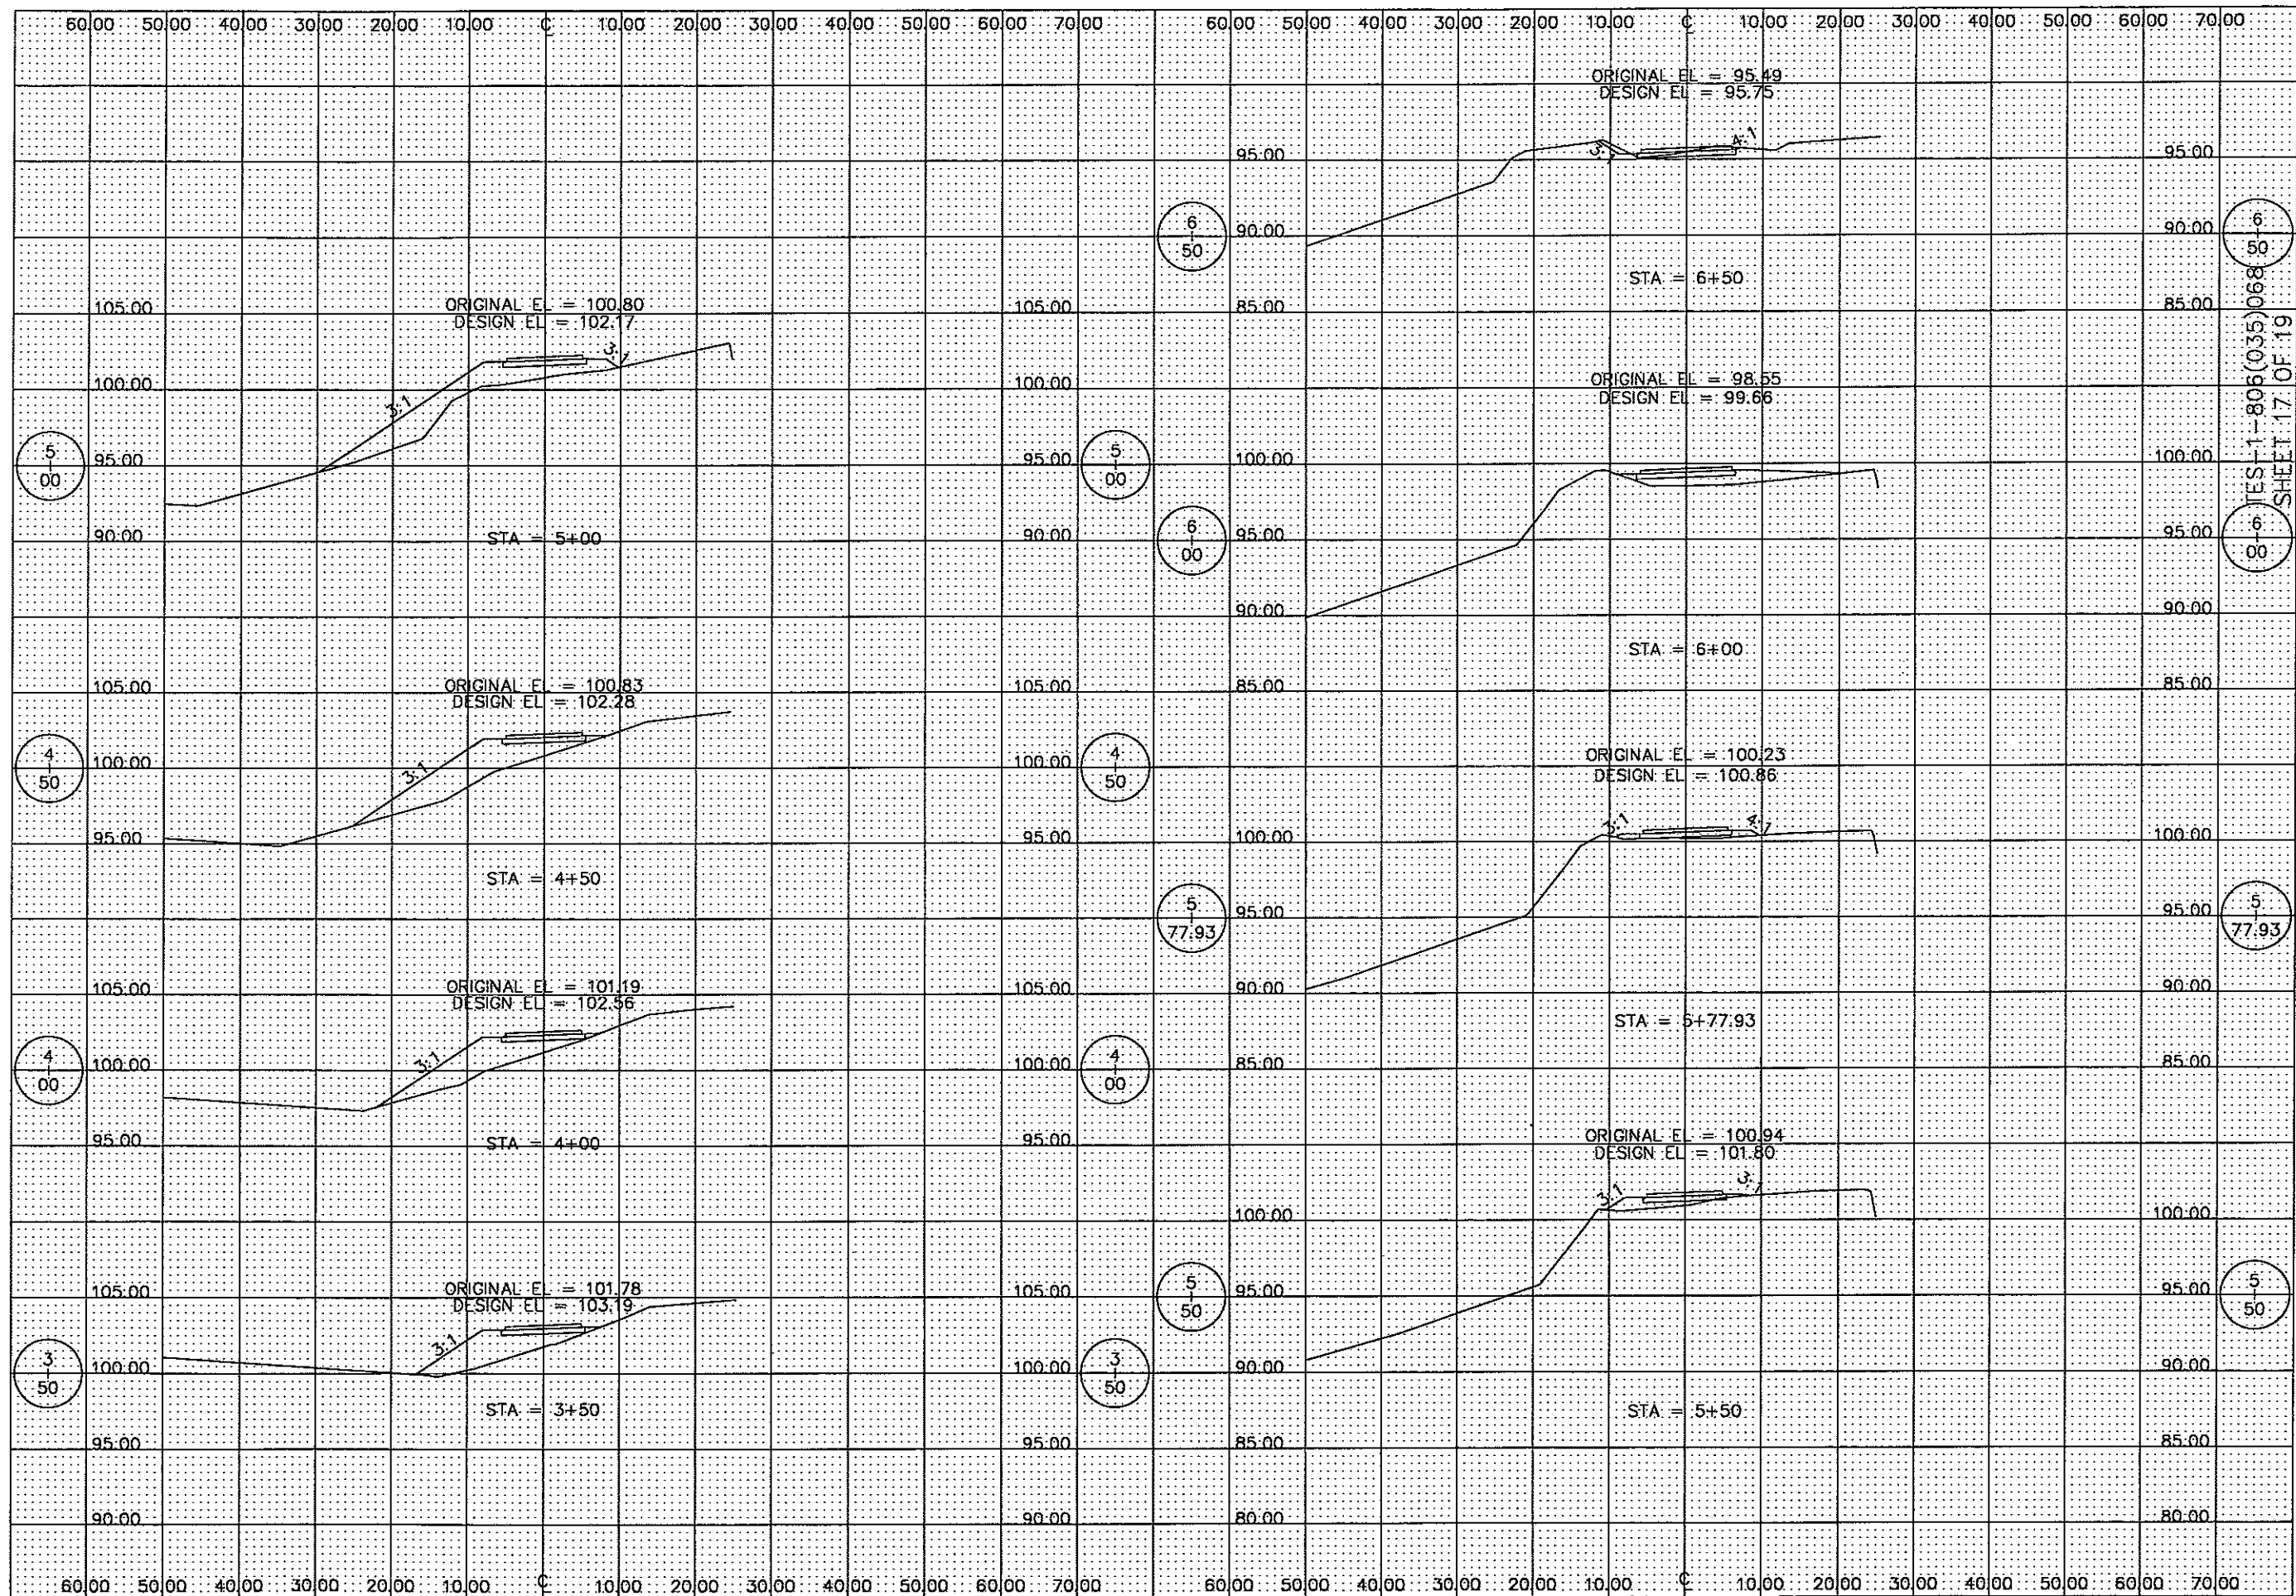 60.00 50.00 40.00 30.00 20.00 10.00 ℄ 10.00 20.00 30.00 40.00 50.00 60.00 70.00 60.00 50.00 40.00 30.00 20.00 10.00 ℄ 10.00 20.00 30.00 40.00 50.00 60.00 70.00
105.00 ORIGINAL EL = 100.80 105.00
DESIGN EL = 102.17
3:1
100.00 100.00
3:1
5
00
95.00 95.00
5
00
90.00 STA = 5+00 90.00
105.00 ORIGINAL EL = 100.83 105.00
DESIGN EL = 102.28
4
50
100.00 3:1 100.00
4
50
95.00 95.00
STA = 4+50
105.00 ORIGINAL EL = 101.19 105.00
DESIGN EL = 102.56
4
00
100.00 3:1 100.00
4
00
95.00 STA = 4+00 95.00
105.00 ORIGINAL EL = 101.78 105.00
DESIGN EL = 103.19
3:1
3
50
100.00 100.00
3
50
STA = 3+50
95.00 95.00
90.00 90.00
ORIGINAL EL = 95.49
DESIGN EL = 95.75
95.00 3:1 4:1 95.00
6
50
90.00 90.00
6
50
STA = 6+50
85.00 85.00
ORIGINAL EL = 98.55
DESIGN EL = 99.66
100.00 100.00
6
00
95.00 95.00
6
00
90.00 90.00
STA = 6+00
85.00 85.00
ORIGINAL EL = 100.23
DESIGN EL = 100.86
3:1 4:1
100.00 100.00
5
77.93
95.00 95.00
5
77.93
90.00 90.00
STA = 5+77.93
85.00 85.00
ORIGINAL EL = 100.94
DESIGN EL = 101.80
3:1 3:1
100.00
5
50
95.00 95.00
5
50
90.00 90.00
STA = 5+50
85.00 85.00
80.00 80.00
TES-1-806(035)068
SHEET 17 OF 19
60.00 50.00 40.00 30.00 20.00 10.00 ℄ 10.00 20.00 30.00 40.00 50.00 60.00 70.00 60.00 50.00 40.00 30.00 20.00 10.00 ℄ 10.00 20.00 30.00 40.00 50.00 60.00 70.00